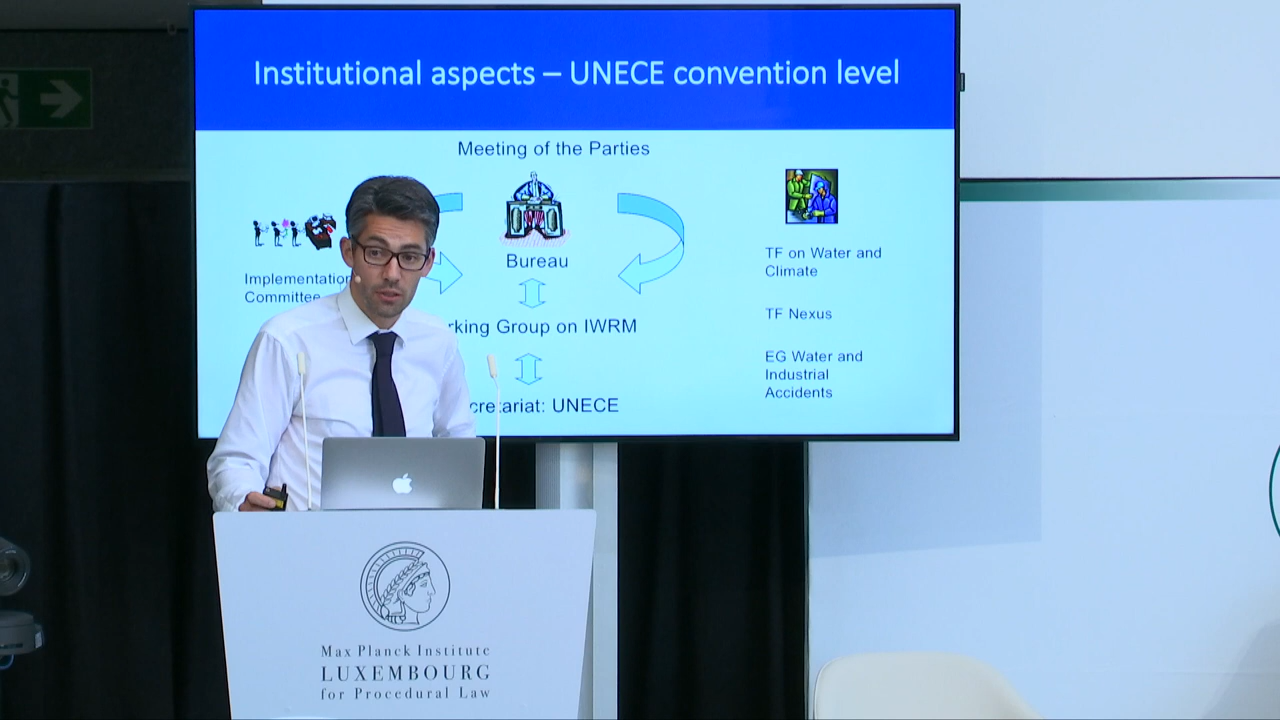 Institutional aspects – UNECE convention level
Meeting of the Parties
Implementation
Committee
Bureau
rking Group on IWRM
cretariat: UNECE
TF on Water and
Climate
TF Nexus
EG Water and
Industrial
Accidents
Max Planck Institute
LUXEMBOURG
for Procedural Law